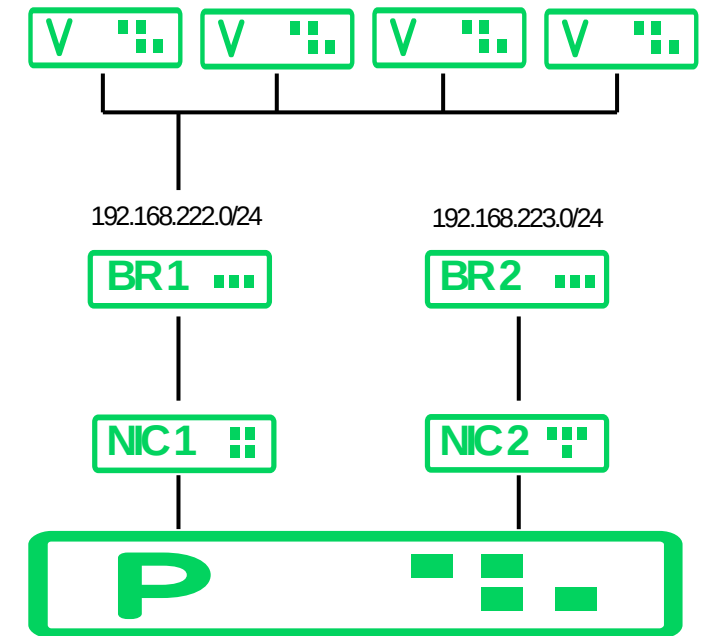 V V V V
192.168.222.0/24 192.168.223.0/24
BR1 BR2
NIC1 NIC2
P